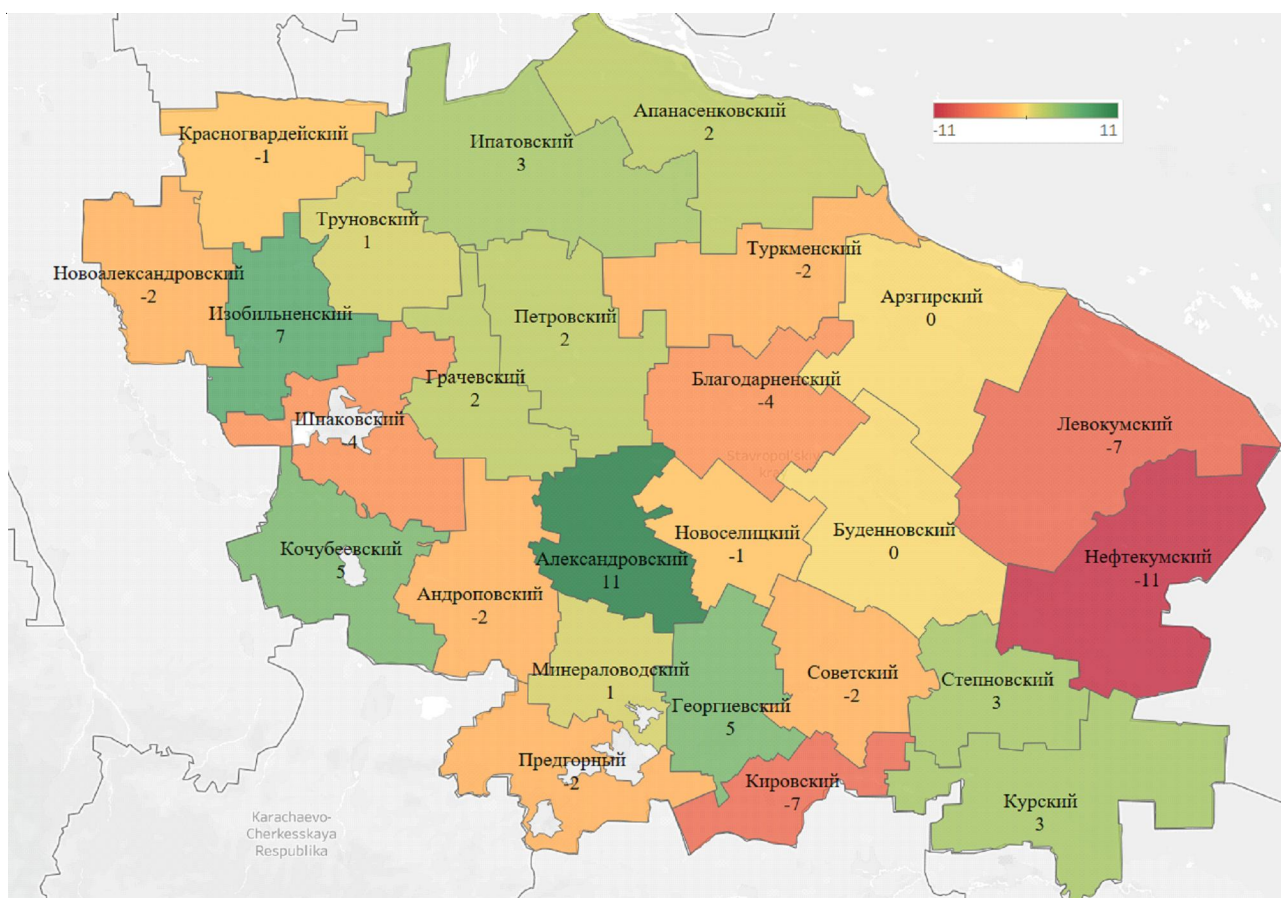 Апанасенковский
2
-11
11
Красногвардейский
-1
Ипатовский
3
Труновский
1
Туркменский
-2
Новоалександровский
-2
Арзгирский
0
Изобильненский
7
Петровский
2
Грачевский
2
Благодарненский
-4
Шпаковский
-4
Левокумский
-7
Stavropol'skiy
kray
Новоселицкий
-1
Буденновский
0
Кочубеевский
5
Александровский
11
Нефтекумский
-11
Андроповский
-2
Минераловодский
1
Советский
-2
Степновский
3
Георгиевский
5
Предгорный
-2
Кировский
-7
Курский
3
Karachaevo-
Cherkesskaya
Respublika